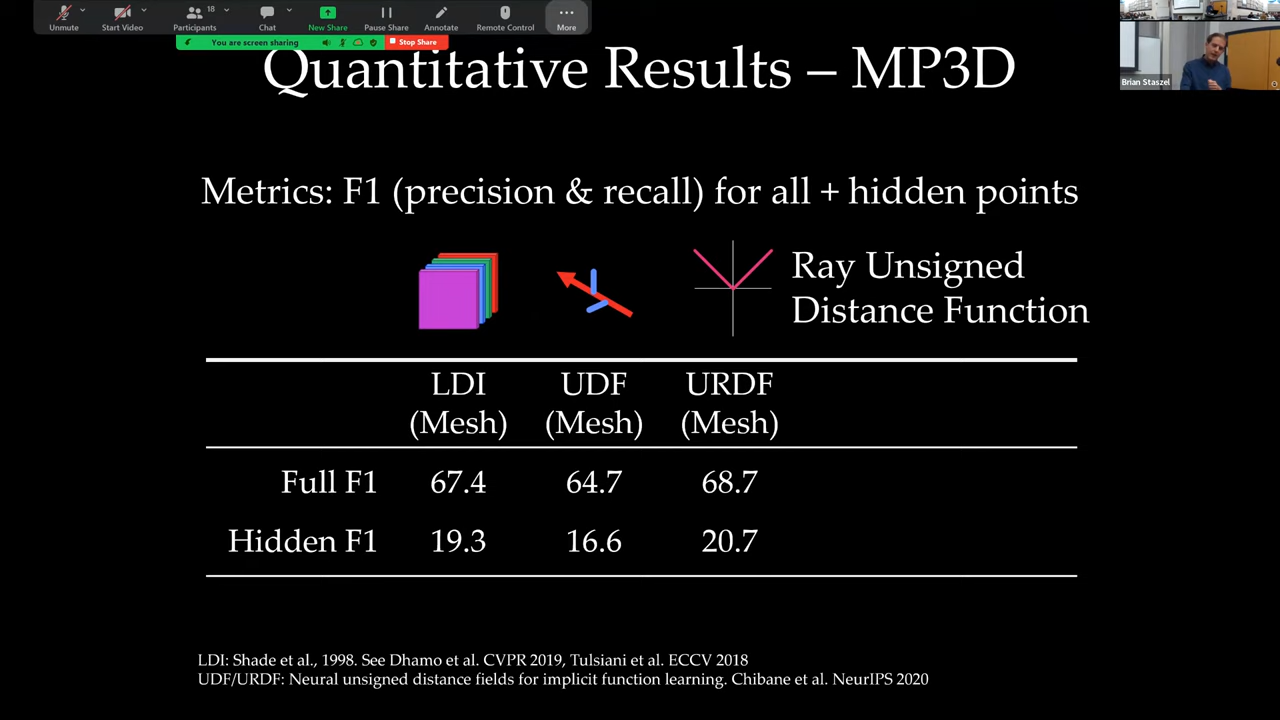 Unmute
Start Video
Participants
18
Chat
New Share
Pause Share
Annotate
Remote Control
More
You are screen sharing
Stop Share
Brian Staszel
Quantitative Results – MP3D
Metrics: F1 (precision & recall) for all + hidden points
Ray Unsigned
Distance Function
LDI UDF URDF
(Mesh) (Mesh) (Mesh)
Full F1 67.4 64.7 68.7
Hidden F1 19.3 16.6 20.7
LDI: Shade et al., 1998. See Dhamo et al. CVPR 2019, Tulsiani et al. ECCV 2018
UDF/URDF: Neural unsigned distance fields for implicit function learning. Chibane et al. NeurIPS 2020